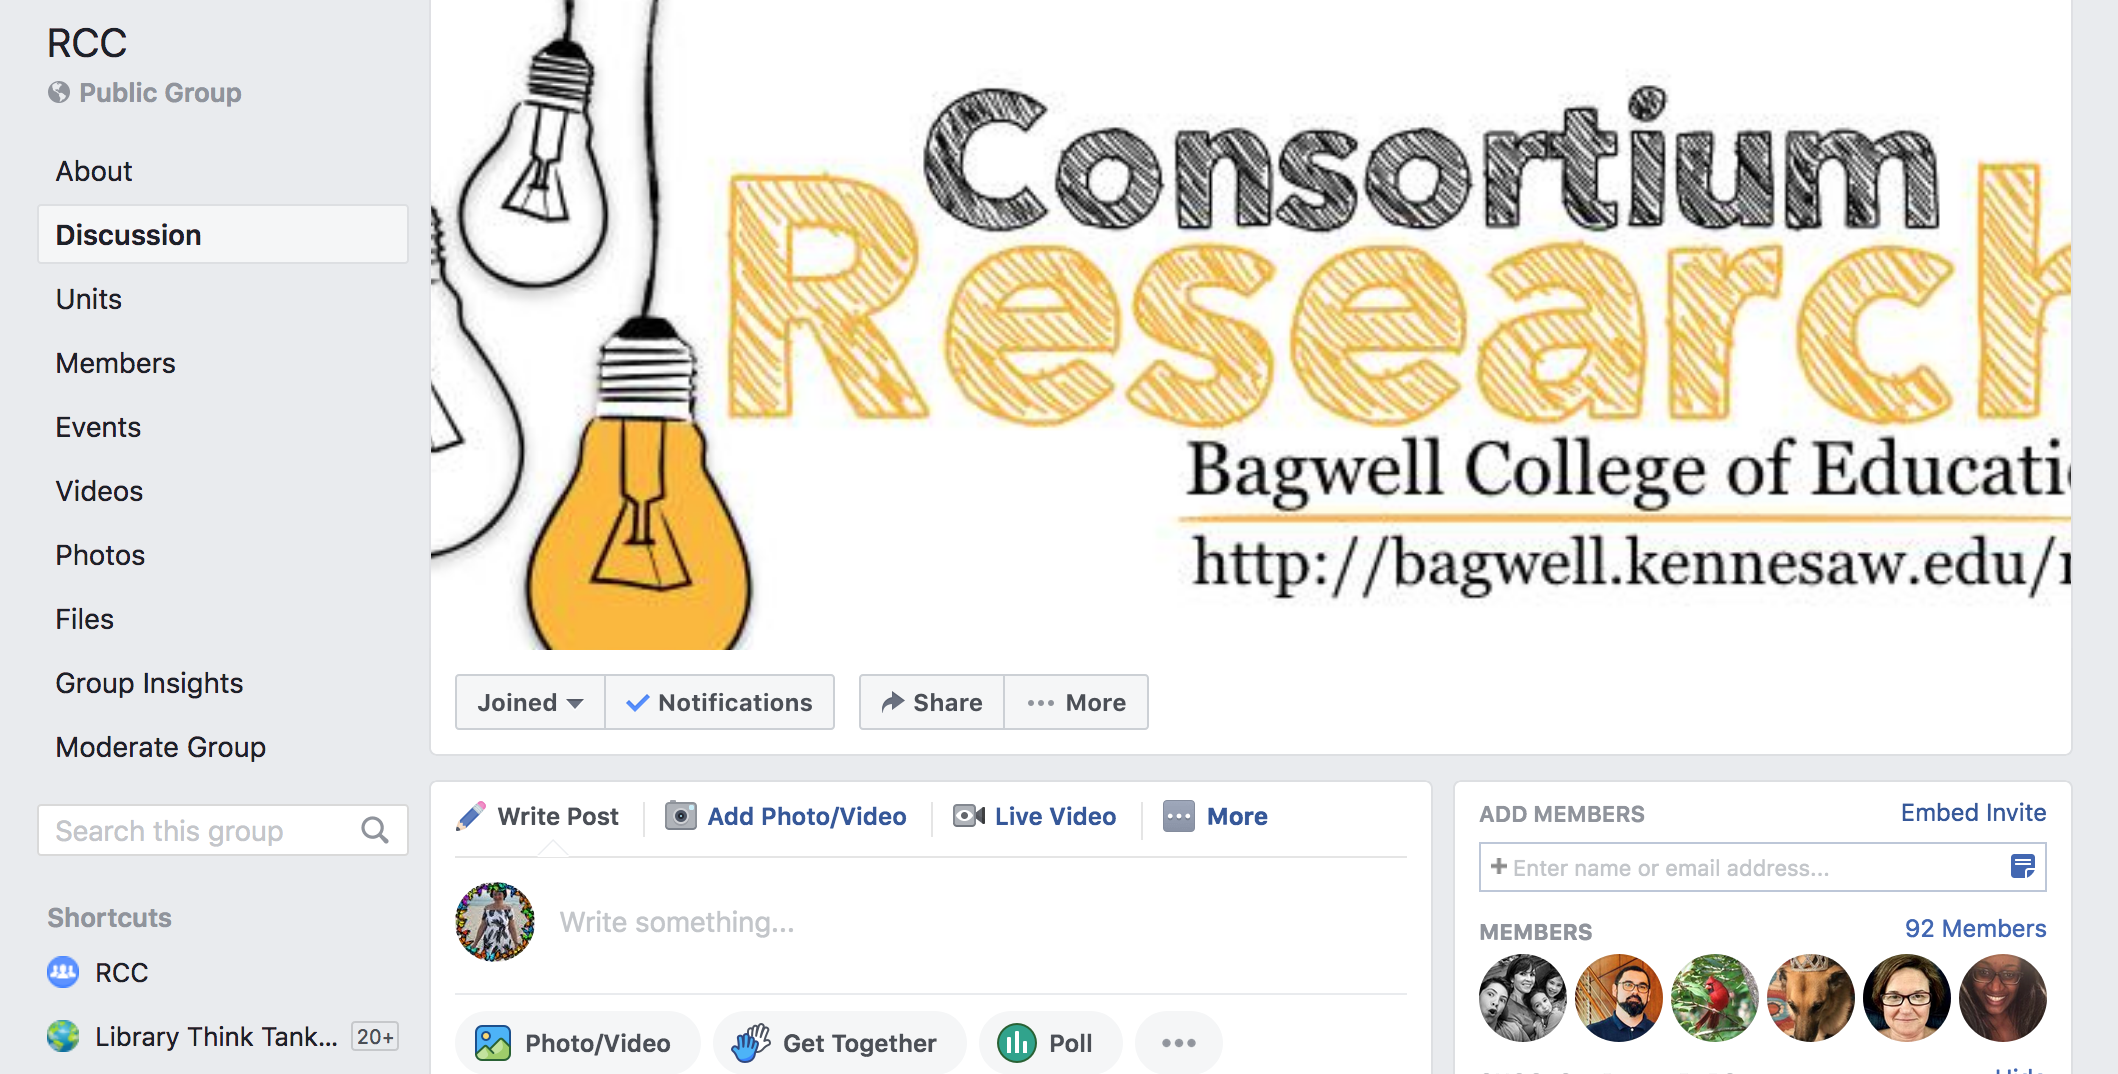 RCC
Public Group
About
Discussion
Units
Members
Events
Videos
Photos
Files
Group Insights
Moderate Group
Search this group
Shortcuts
RCC
Library Think Tank... 20+
Consortium
Research
Bagwell College of Educati
http://bagwell.kennesaw.edu/
Joined Notifications Share More
Write Post Add Photo/Video Live Video More
Write something...
Photo/Video Get Together Poll
ADD MEMBERS Embed Invite
Enter name or email address...
MEMBERS 92 Members